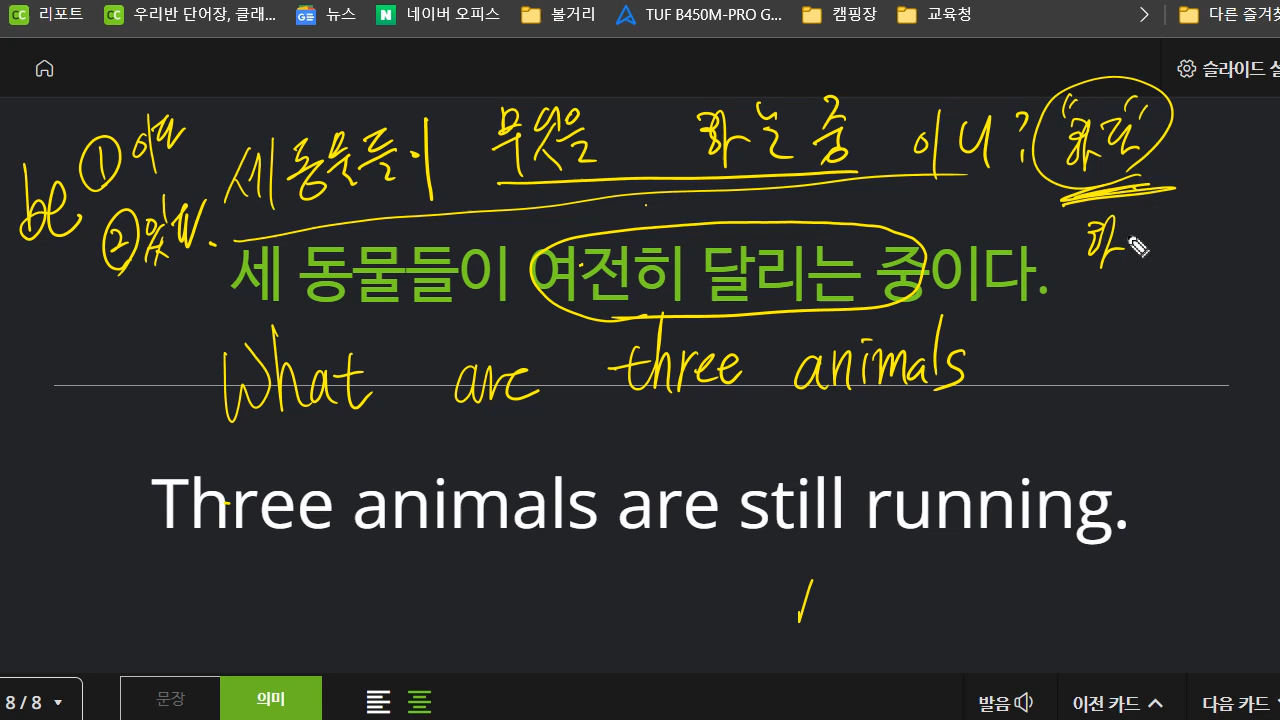 리포트 우리반 단어장, 클래... 뉴스 네이버 오피스 볼거리 TUF B450M-PRO G... 캠핑장 교육청 다른 즐겨찾
슬라이드 설
be ① 이다
② 있다.
세 동물들이 무엇을 하는 중 이니?
세 동물들이 여전히 달리는 중이다.
What are three animals
Three animals are still running.
8 / 8 문장 의미 발음 이전 카드 다음 카드